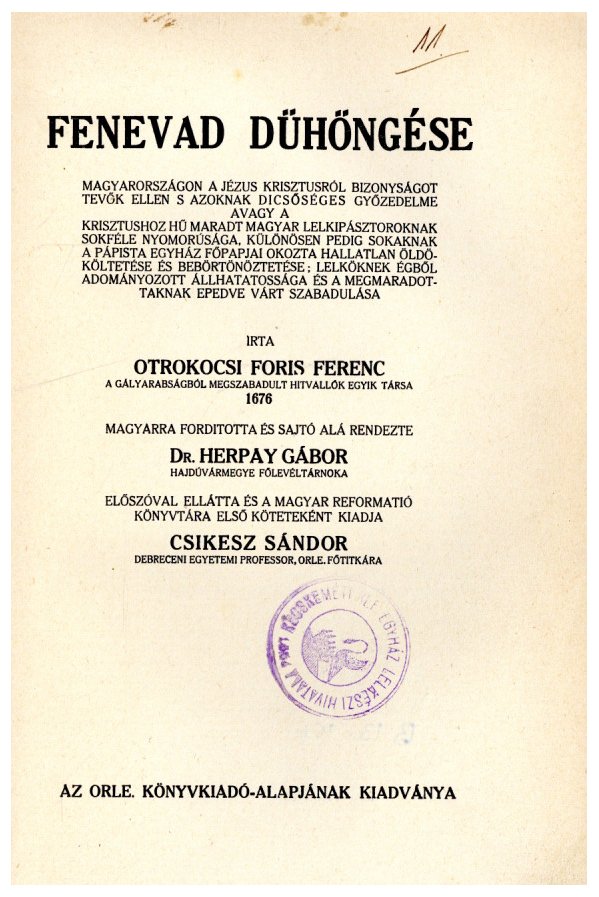 11.
FENEVAD DÜHÖNGÉSE
MAGYARORSZÁGON A JÉZUS KRISZTUSRÓL BIZONYSÁGOT
TEVŐK ELLEN S AZOKNAK DICSŐSÉGES GYŐZEDELME
AVAGY A
KRISZTUSHOZ HŰ MARADT MAGYAR LELKIPÁSZTOROKNAK
SOKFÉLE NYOMORÚSÁGA, KÜLÖNÖSEN PEDIG SOKAKNAK
A PÁPISTA EGYHÁZ FŐPAPJAI OKOZTA HALLATLAN ÖLDÖ-
KÖLTETÉSE ÉS BEBÖRTÖNÖZTETÉSE; LELKÖKNEK ÉGBŐL
ADOMÁNYOZOTT ÁLLHATATOSSÁGA ÉS A MEGMARADOT-
TAKNAK EPEDVE VÁRT SZABADULÁSA
IRTA
OTROKOCSI FORIS FERENC
A GÁLYARABSÁGBÓL MEGSZABADULT HITVALLÓK EGYIK TÁRSA
1676
MAGYARRA FORDITOTTA ÉS SAJTÓ ALÁ RENDEZTE
DR. HERPAY GÁBOR
HAJDÚVÁRMEGYE FŐLEVÉLTÁRNOKA
ELŐSZÓVAL ELLÁTTA ÉS A MAGYAR REFORMATIÓ
KÖNYVTÁRA ELSŐ KÖTETEKÉNT KIADJA
CSIKESZ SÁNDOR
DEBRECENI EGYETEMI PROFESSOR, ORLE. FŐTITKÁRA
KECSKEMÉTI REF. EGYHÁZ LELKÉSZI HIVATALA
AZ ORLE. KÖNYVKIADÓ-ALAPJÁNAK KIADVÁNYA